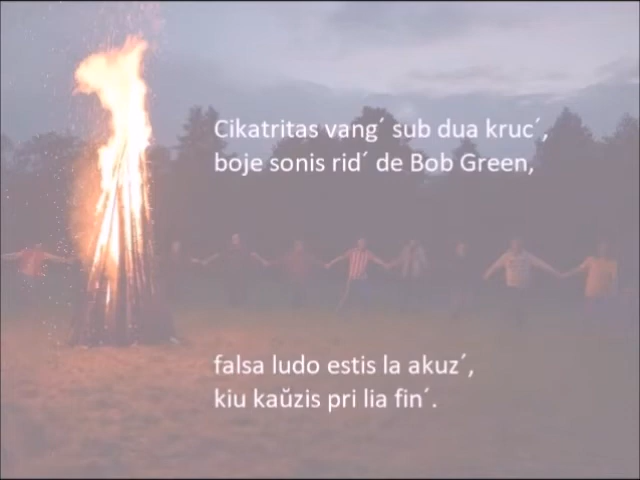 Cikatritas vang´ sub dua kruc´,
boje sonis rid´ de Bob Green,
falsa ludo estis la akuz´,
kiu kaŭzis pri lia fin´.